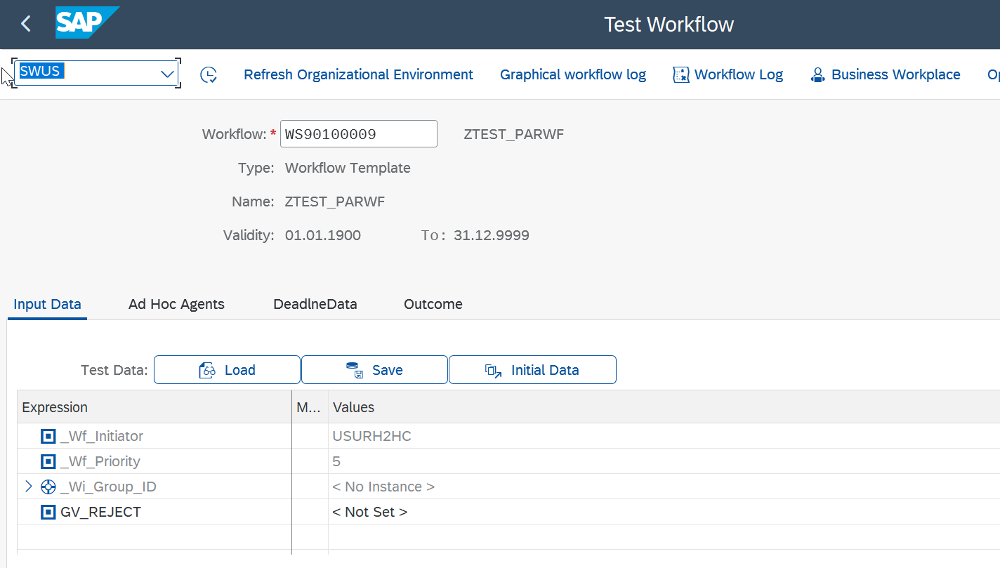 SAP
Test Workflow
SWUS
Refresh Organizational Environment
Graphical workflow log
Workflow Log
Business Workplace
Workflow: * WS90100009 ZTEST_PARWF
Type: Workflow Template
Name: ZTEST_PARWF
Validity: 01.01.1900 To: 31.12.9999
Input Data
Ad Hoc Agents
DeadlneData
Outcome
Test Data: Load Save Initial Data
Expression M... Values
_Wf_Initiator USURH2HC
_Wf_Priority 5
_Wi_Group_ID < No Instance >
GV_REJECT < Not Set >